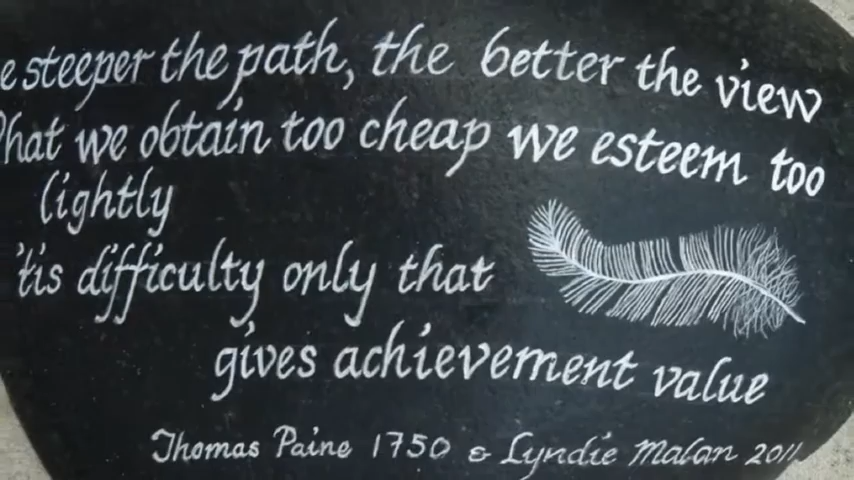 e steeper the path, the better the view
What we obtain too cheap we esteem too
lightly
'tis difficulty only that
gives achievement value
Thomas Paine 1750 & Lyndie Malan 2011